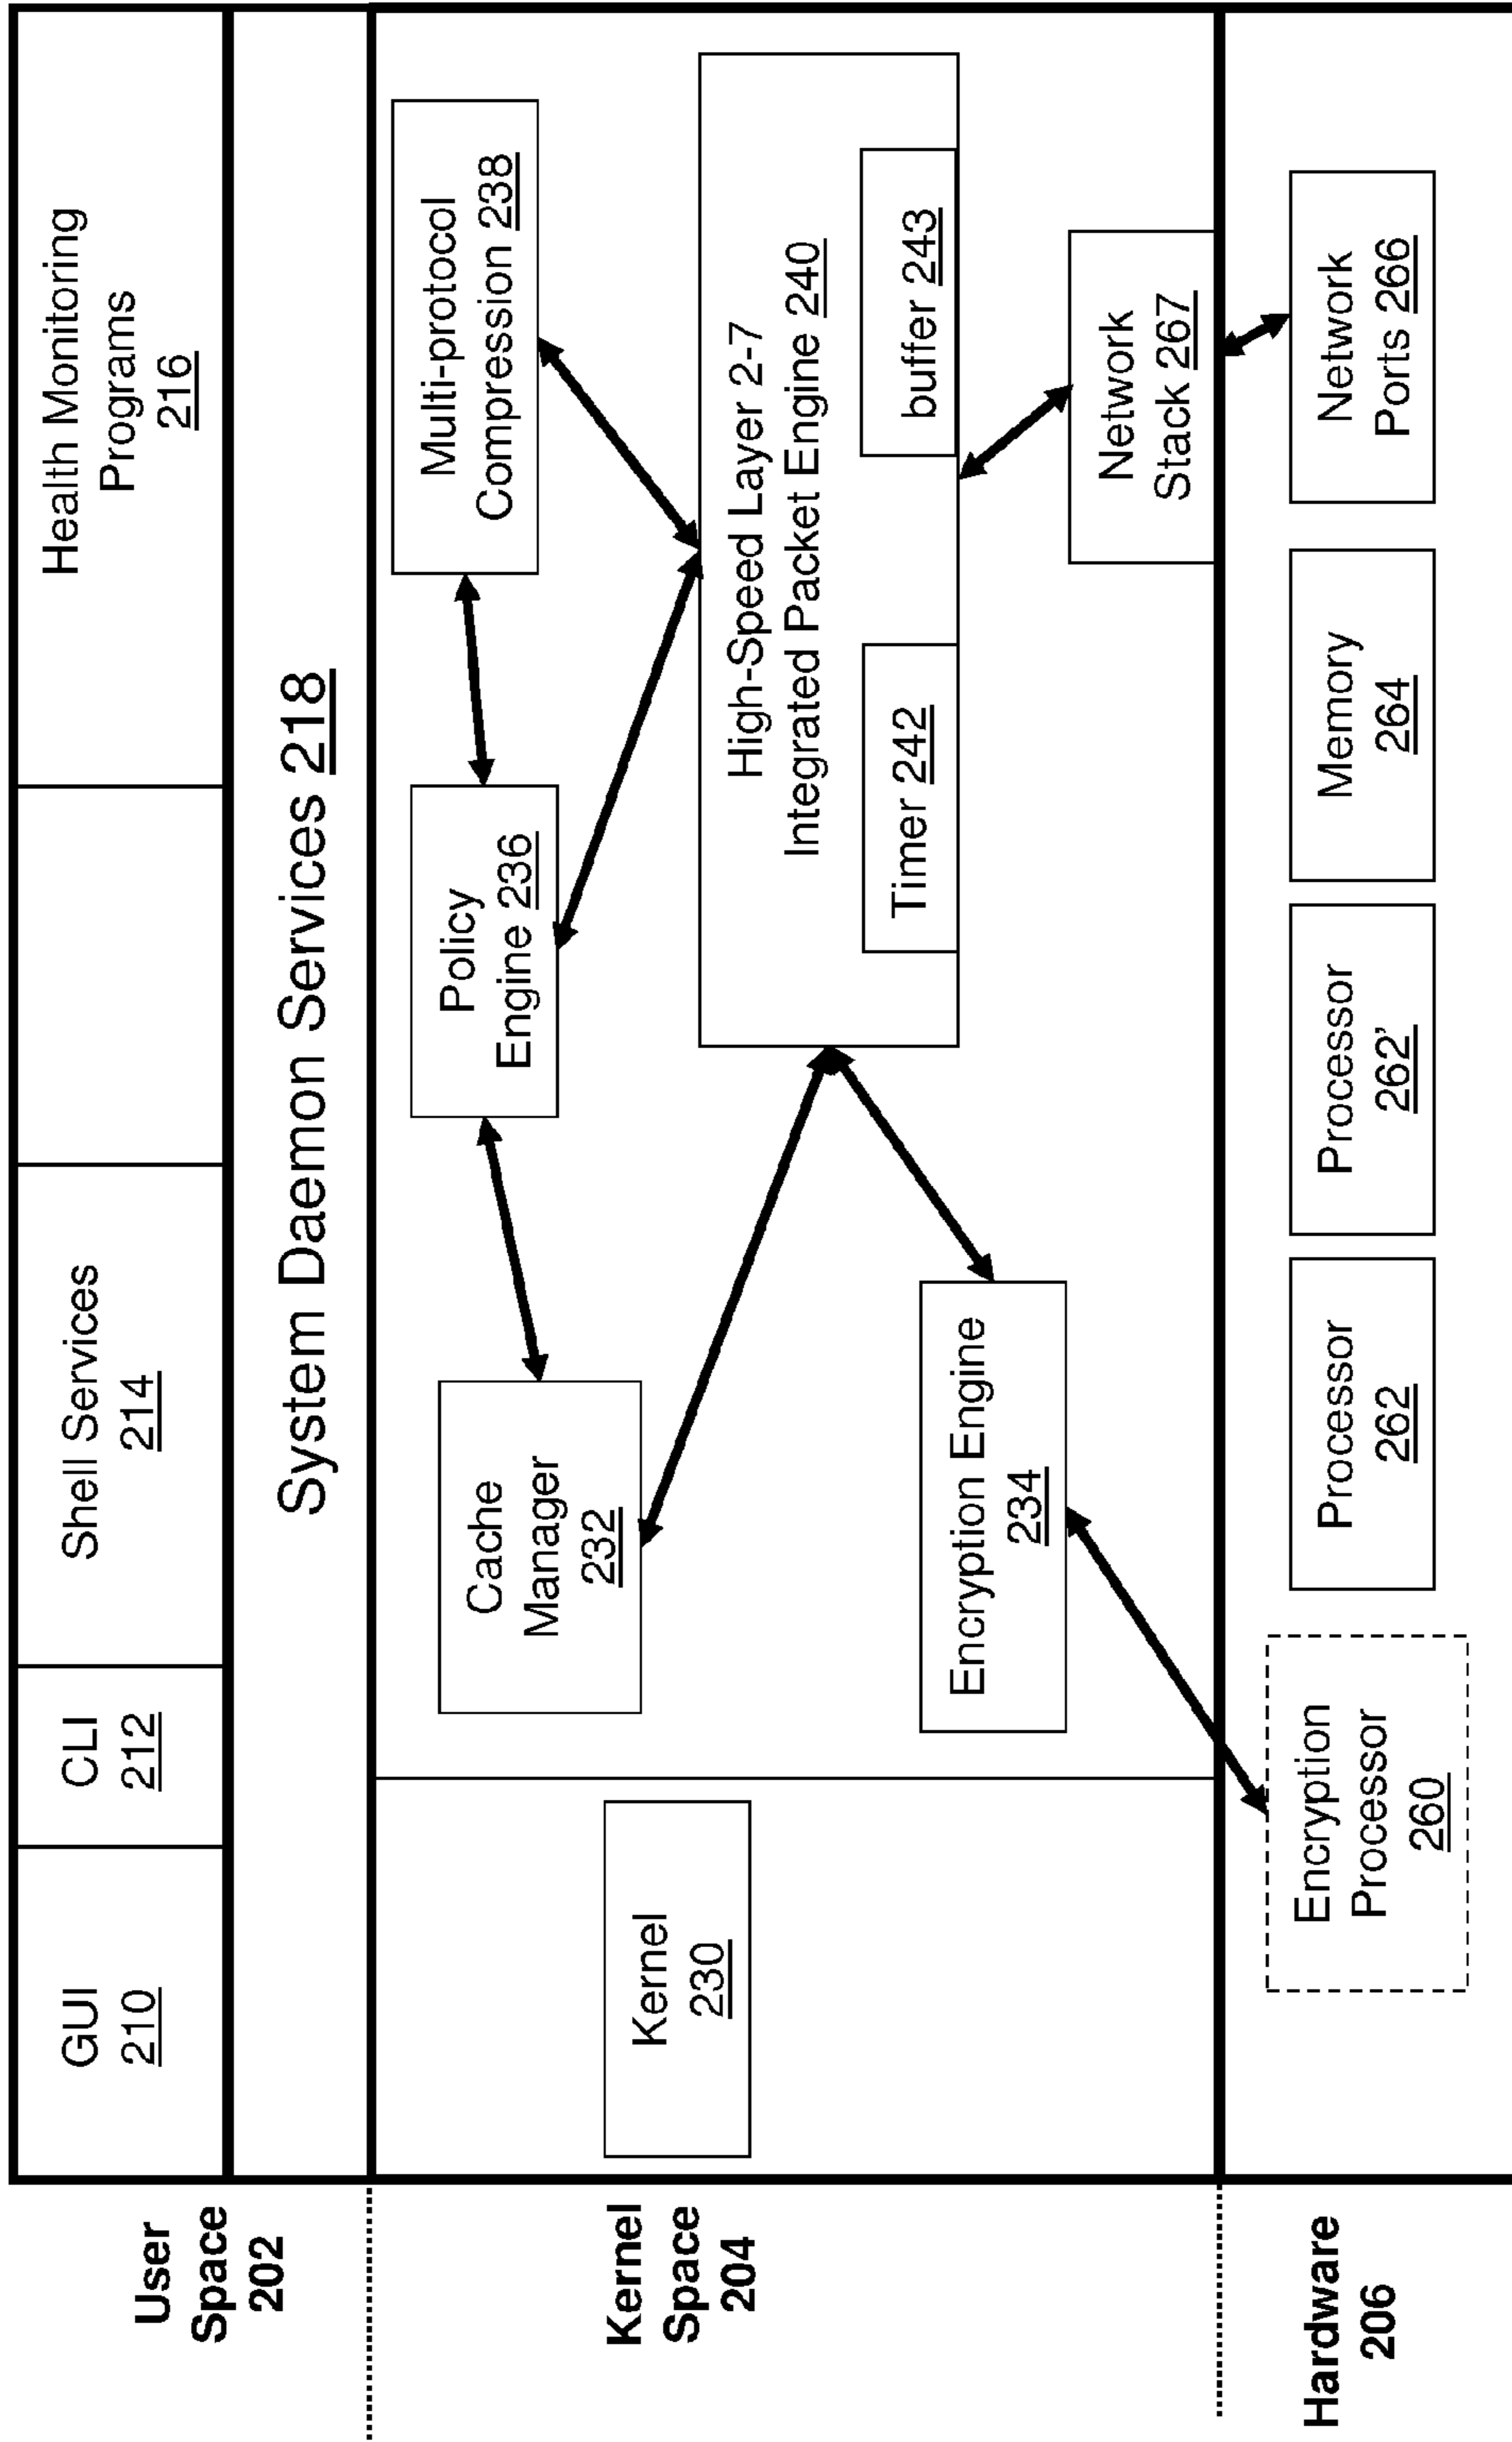 User
Space
202
GUI
210
CLI
212
Shell Services
214
Health Monitoring
Programs
216
System Daemon Services 218
Kernel
Space
204
Kernel
230
Cache
Manager
232
Policy
Engine 236
Multi-protocol
Compression 238
High-Speed Layer 2-7
Integrated Packet Engine 240
Timer 242
buffer 243
Encryption Engine
234
Network
Stack 267
Hardware
206
Encryption
Processor
260
Processor
262
Processor
262'
Memory
264
Network
Ports 266